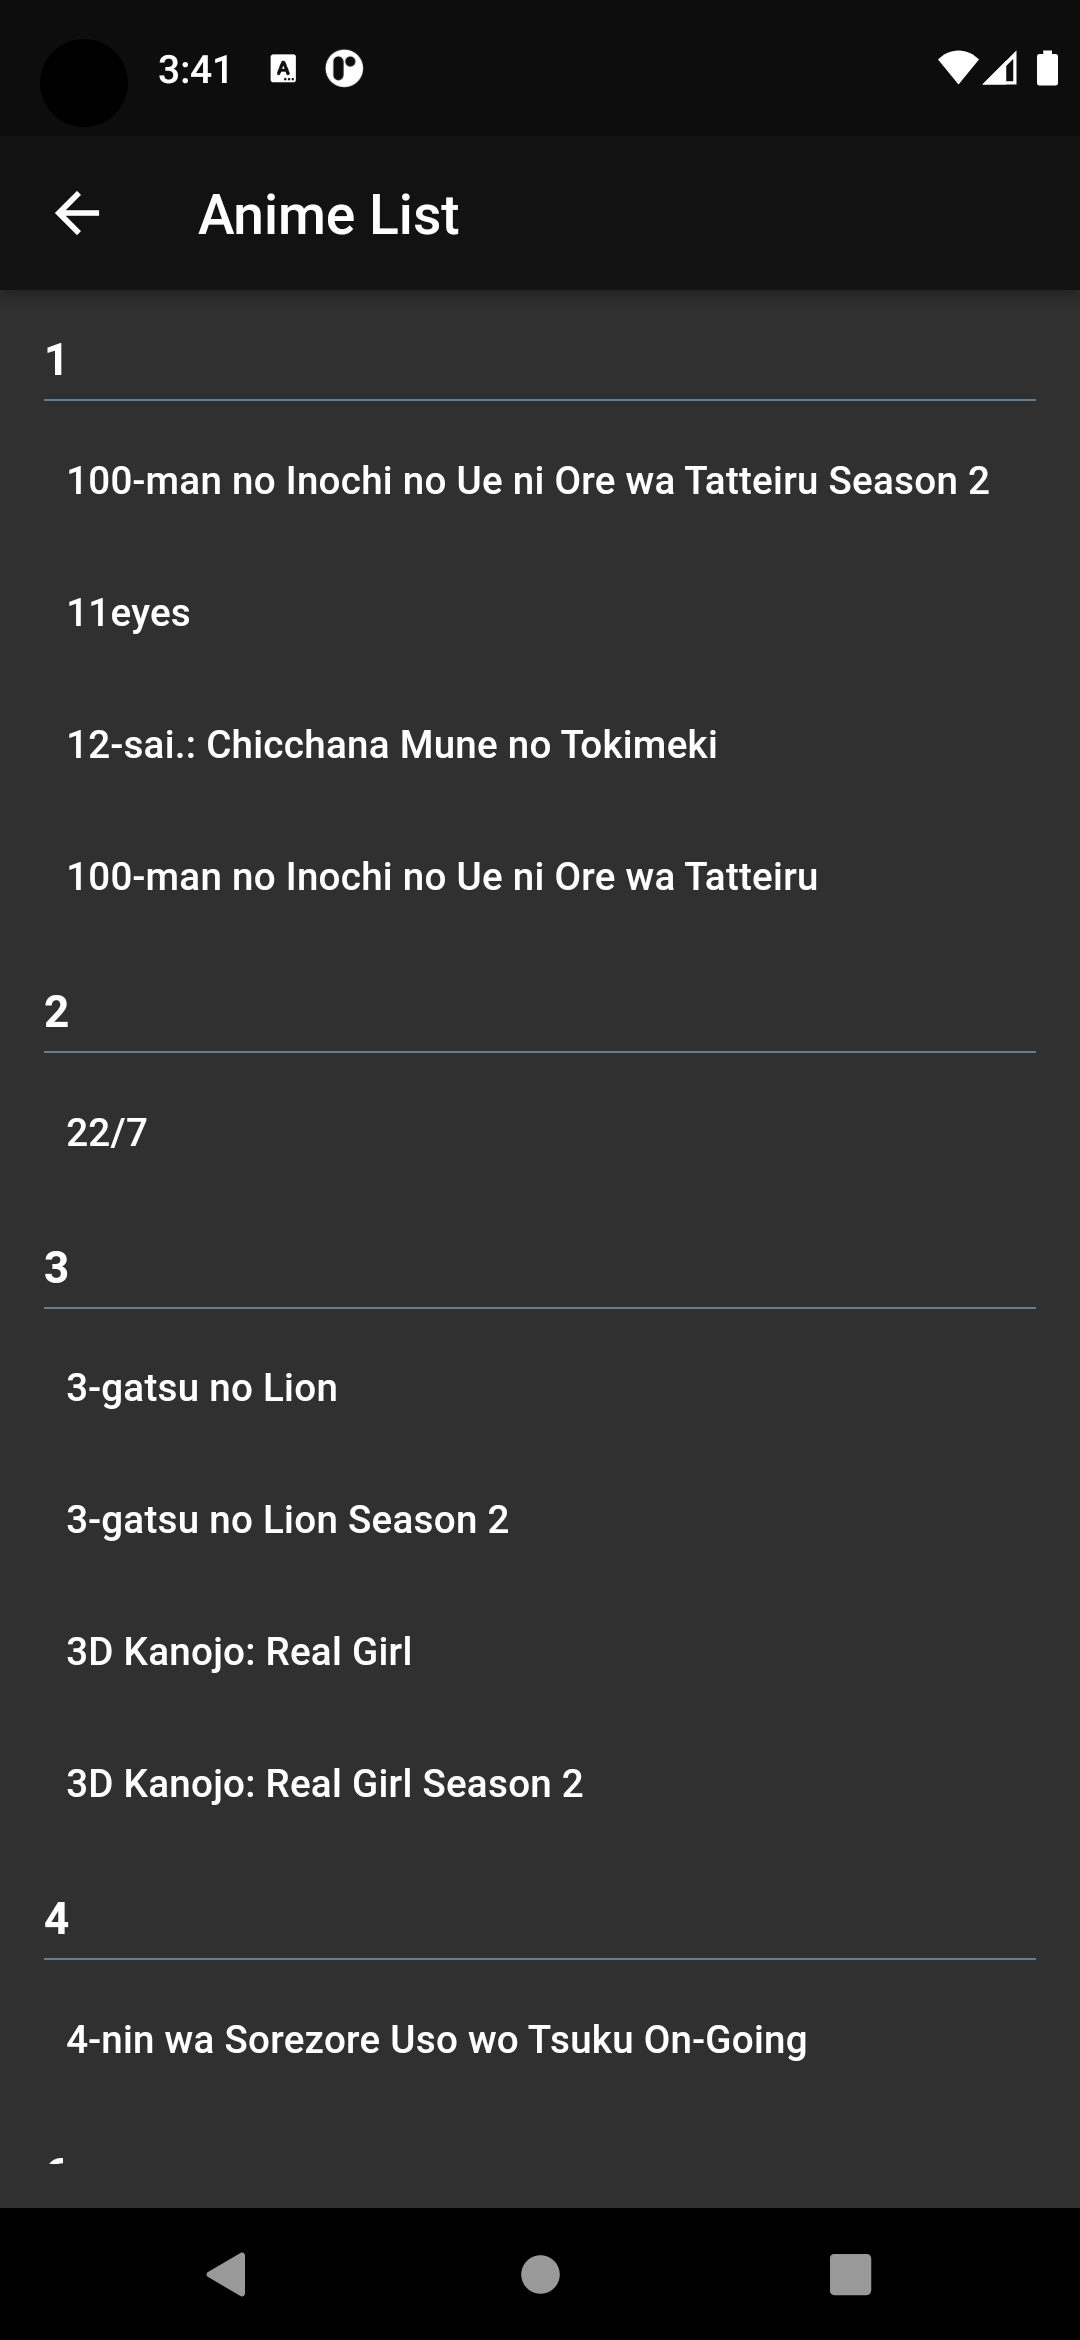 3:41
Anime List
1
100-man no Inochi no Ue ni Ore wa Tatteiru Season 2
11eyes
12-sai.: Chicchana Mune no Tokimeki
100-man no Inochi no Ue ni Ore wa Tatteiru
2
22/7
3
3-gatsu no Lion
3-gatsu no Lion Season 2
3D Kanojo: Real Girl
3D Kanojo: Real Girl Season 2
4
4-nin wa Sorezore Uso wo Tsuku On-Going